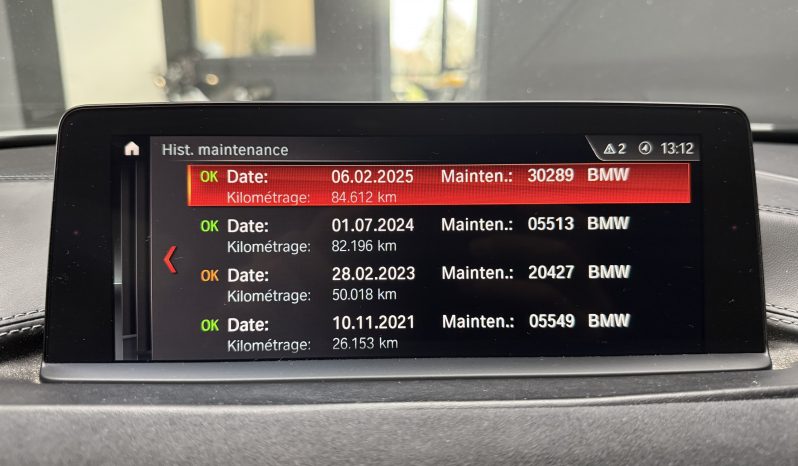 Hist. maintenance 2 13:12
OK Date: 06.02.2025 Mainten.: 30289 BMW
Kilométrage: 84.612 km
OK Date: 01.07.2024 Mainten.: 05513 BMW
Kilométrage: 82.196 km
OK Date: 28.02.2023 Mainten.: 20427 BMW
Kilométrage: 50.018 km
OK Date: 10.11.2021 Mainten.: 05549 BMW
Kilométrage: 26.153 km